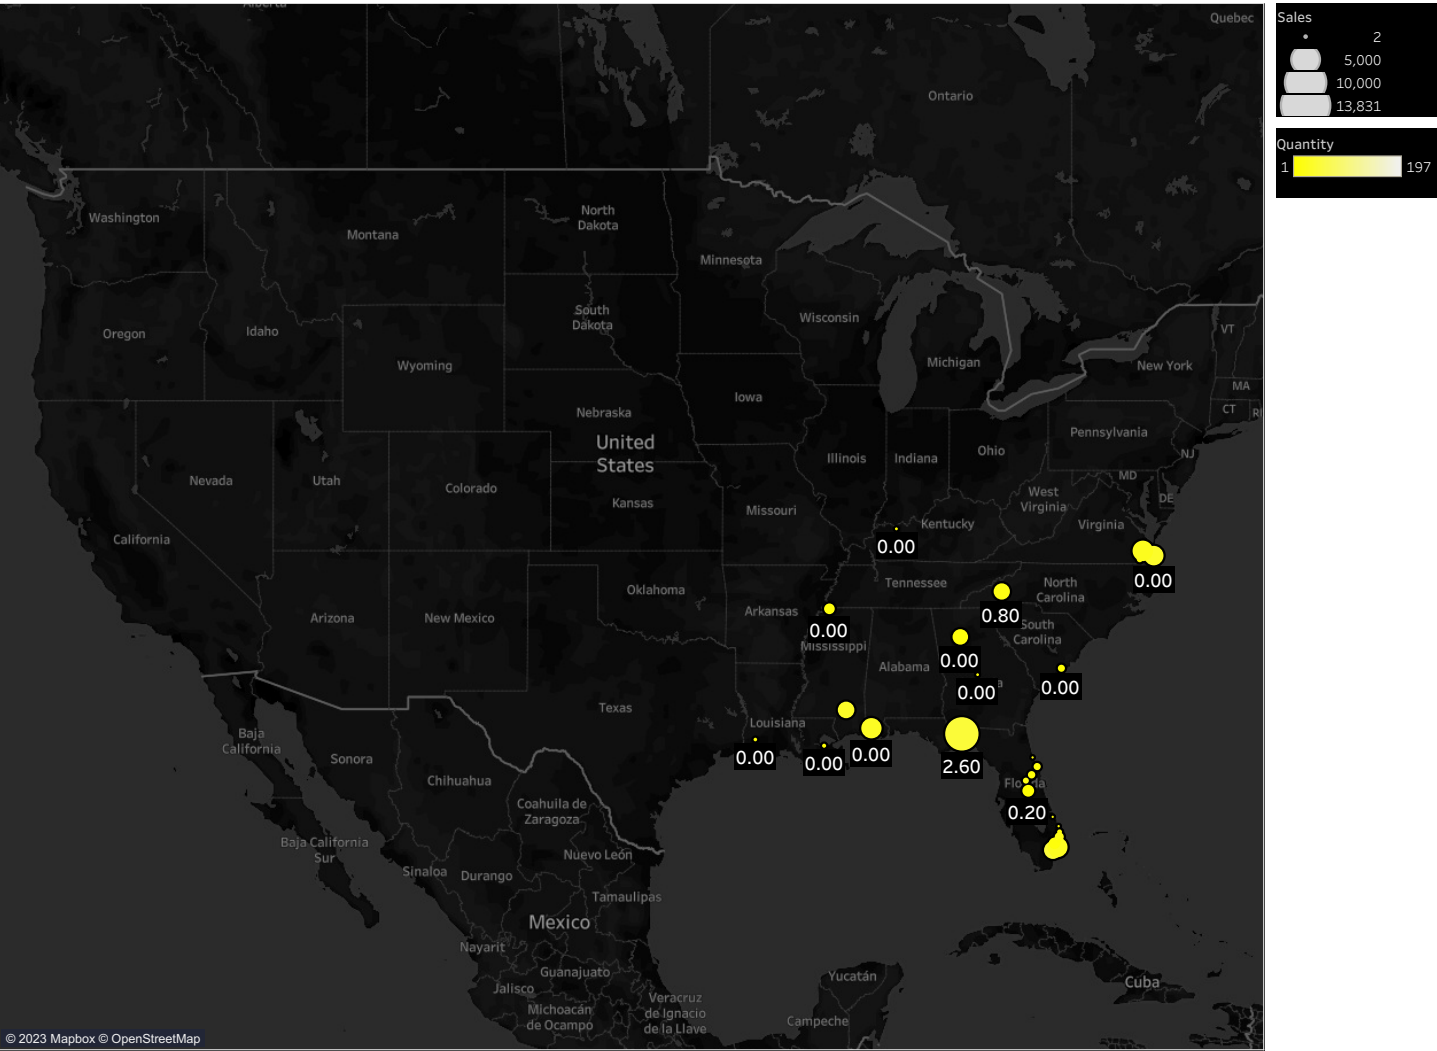 Alberta
Quebec
Ontario
Washington
Montana
North
Dakota
Minnesota
Oregon
Idaho
South
Dakota
Wisconsin
VT
Wyoming
Michigan
New York
MA
Iowa
Nebraska
CT
RI
Pennsylvania
United
States
Illinois
Indiana
Ohio
NJ
MD
Nevada
Utah
Colorado
Kansas
Missouri
West
Virginia
DE
Kentucky
Virginia
California
0.00
0.00
Tennessee
North
Carolina
Oklahoma
Arkansas
Arizona
New Mexico
0.80
0.00
South
Carolina
Mississippi
0.00
Alabama
0.00
a
0.00
Texas
Louisiana
Baja
California
Sonora
0.00
0.00
0.00
2.60
Chihuahua
Florida
Coahuila de
Zaragoza
0.20
Baja California
Sur
Nuevo León
Sinaloa
Durango
Tamaulipas
Mexico
Nayarit
Guanajuato
Yucatán
Cuba
Jalisco
Michoacán
de Ocampo
Veracruz
de Ignacio
de la Llave
Campeche
© 2023 Mapbox © OpenStreetMap
Sales
2
5,000
10,000
13,831
Quantity
1
197